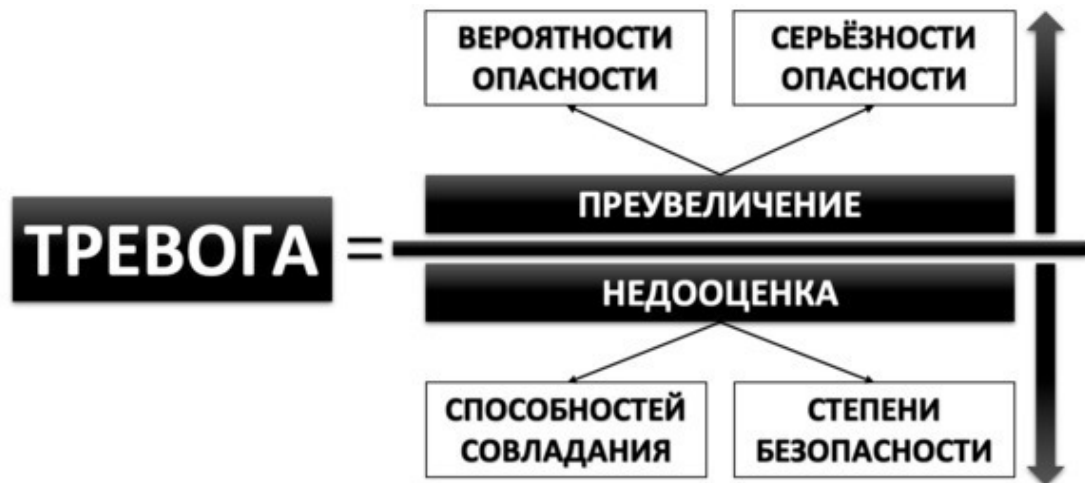 ВЕРОЯТНОСТИ
ОПАСНОСТИ
СЕРЬЁЗНОСТИ
ОПАСНОСТИ
ПРЕУВЕЛИЧЕНИЕ
ТРЕВОГА =
НЕДООЦЕНКА
СПОСОБНОСТЕЙ
СОВЛАДАНИЯ
СТЕПЕНИ
БЕЗОПАСНОСТИ